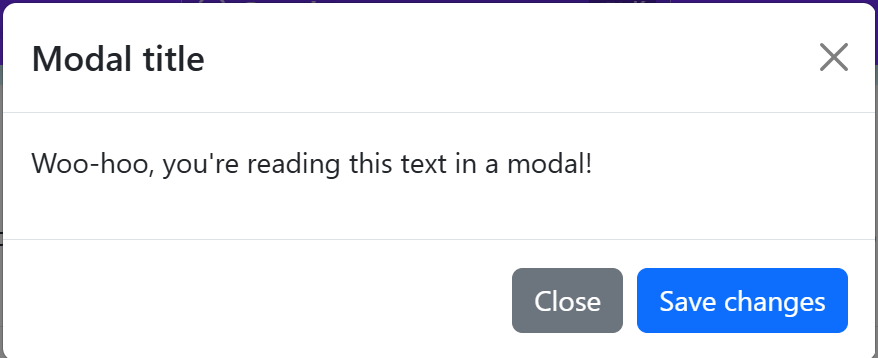 Modal title
Woo-hoo, you're reading this text in a modal!
Close
Save changes